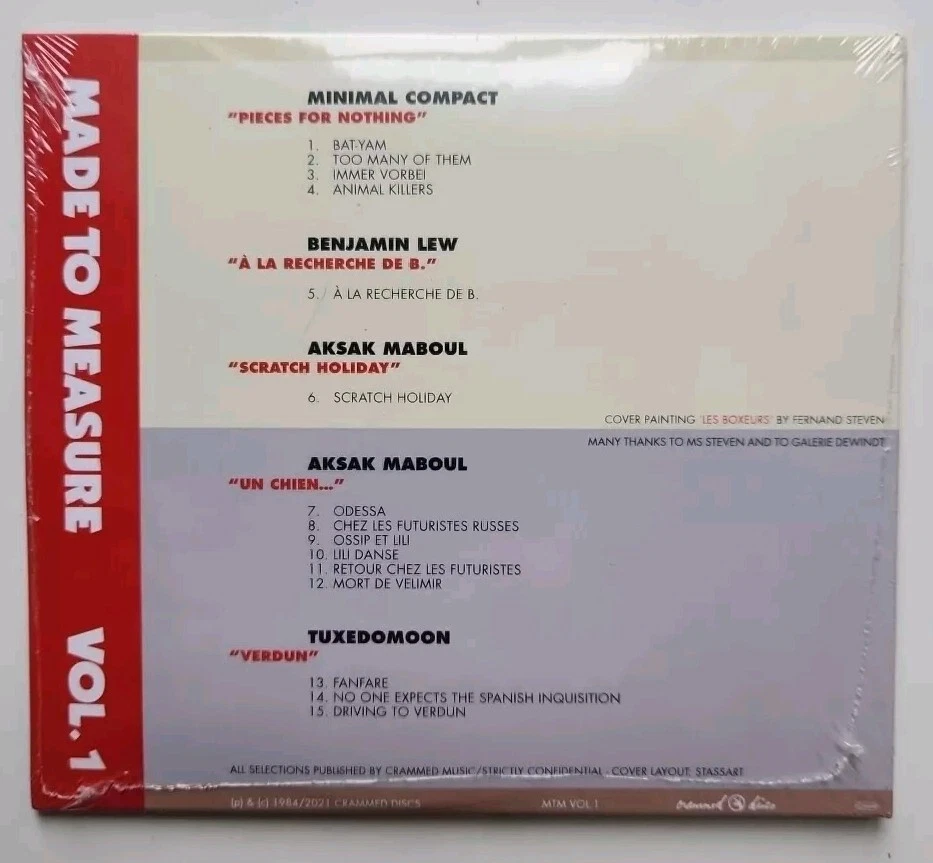 MADE TO MEASURE VOL. 1
MINIMAL COMPACT
"PIECES FOR NOTHING"
1. BAT-YAM
2. TOO MANY OF THEM
3. IMMER VORBEI
4. ANIMAL KILLERS
BENJAMIN LEW
"À LA RECHERCHE DE B."
5. À LA RECHERCHE DE B.
AKSAK MABOUL
"SCRATCH HOLIDAY"
6. SCRATCH HOLIDAY
COVER PAINTING 'LES BOXEURS' BY FERNAND STEVEN
MANY THANKS TO MS STEVEN AND TO GALERIE DEWINDT
AKSAK MABOUL
"UN CHIEN..."
7. ODESSA
8. CHEZ LES FUTURISTES RUSSES
9. OSSIP ET LILI
10. LILI DANSE
11. RETOUR CHEZ LES FUTURISTES
12. MORT DE VELIMIR
TUXEDOMOON
"VERDUN"
13. FANFARE
14. NO ONE EXPECTS THE SPANISH INQUISITION
15. DRIVING TO VERDUN
ALL SELECTIONS PUBLISHED BY CRAMMED MUSIC/STRICTLY CONFIDENTIAL - COVER LAYOUT: STASSART
(p) & (c) 1984/2021 CRAMMED DISCS MTM VOL 1 crammed discs